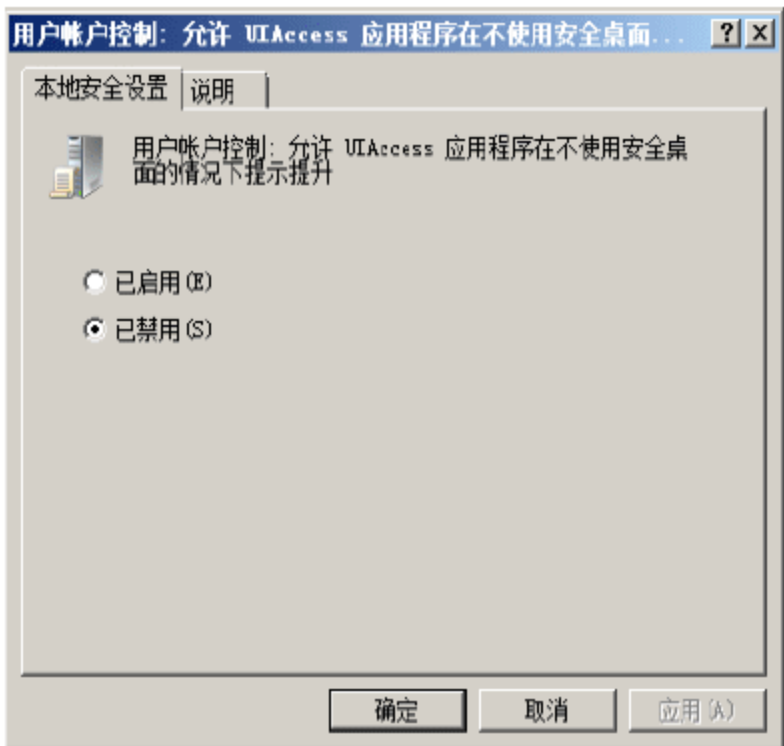 用户帐户控制: 允许 UIAccess 应用程序在不使用安全桌面...
本地安全设置
说明
用户帐户控制: 允许 UIAccess 应用程序在不使用安全桌
面的情况下提示提升
已启用(E)
已禁用(S)
确定
取消
应用(A)